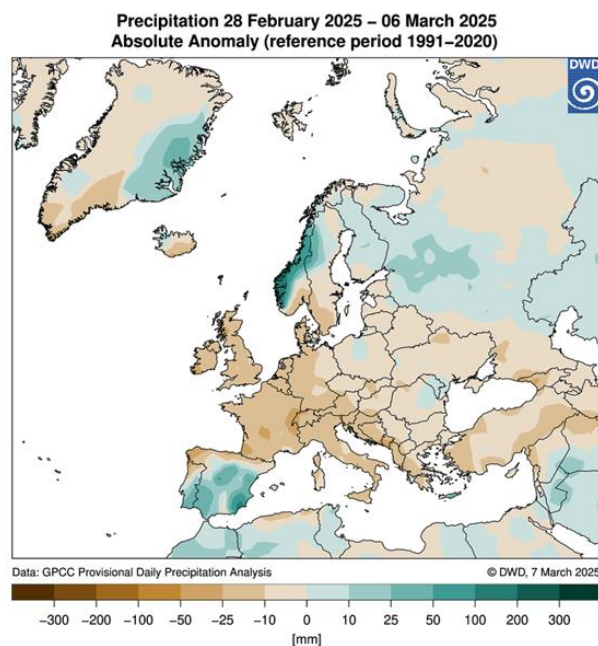 Precipitation 28 February 2025 – 06 March 2025
Absolute Anomaly (reference period 1991–2020)
DWD
Data: GPCC Provisional Daily Precipitation Analysis © DWD, 7 March 2025
−300 −200 −100 −50 −25 −10 0 10 25 50 100 200 300
[mm]